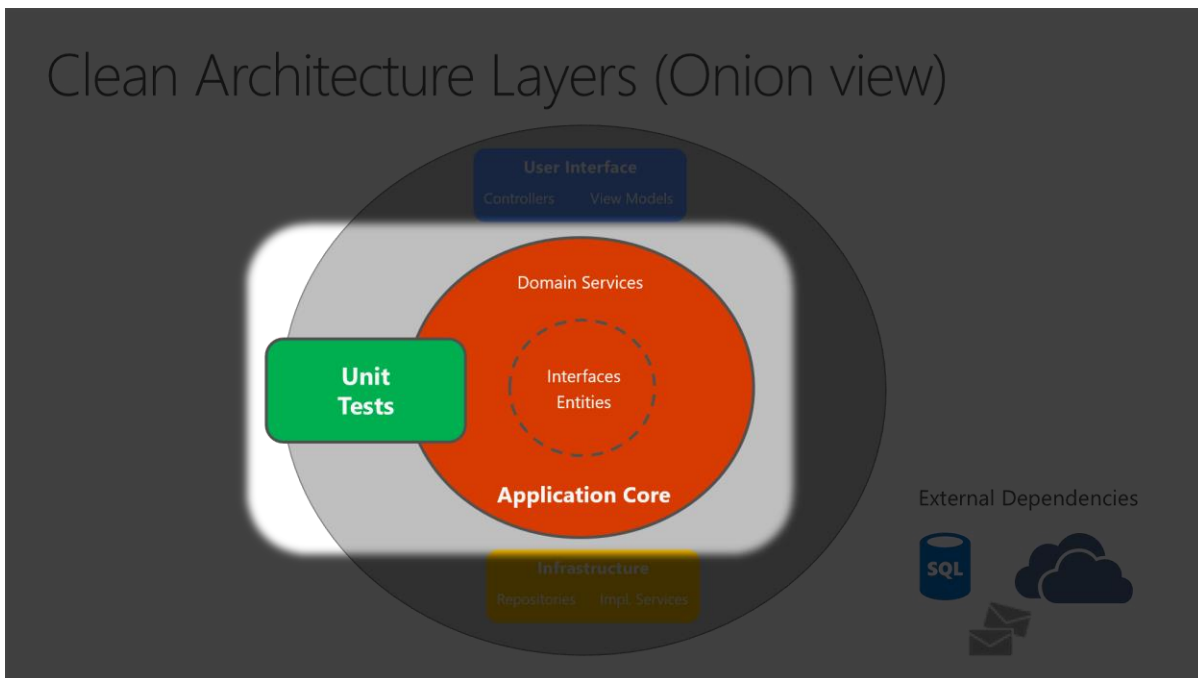 Clean Architecture Layers (Onion view)
User Interface
Controllers View Models
Domain Services
Unit
Tests
Interfaces
Entities
Application Core
Infrastructure
Repositories Impl. Services
External Dependencies
SQL